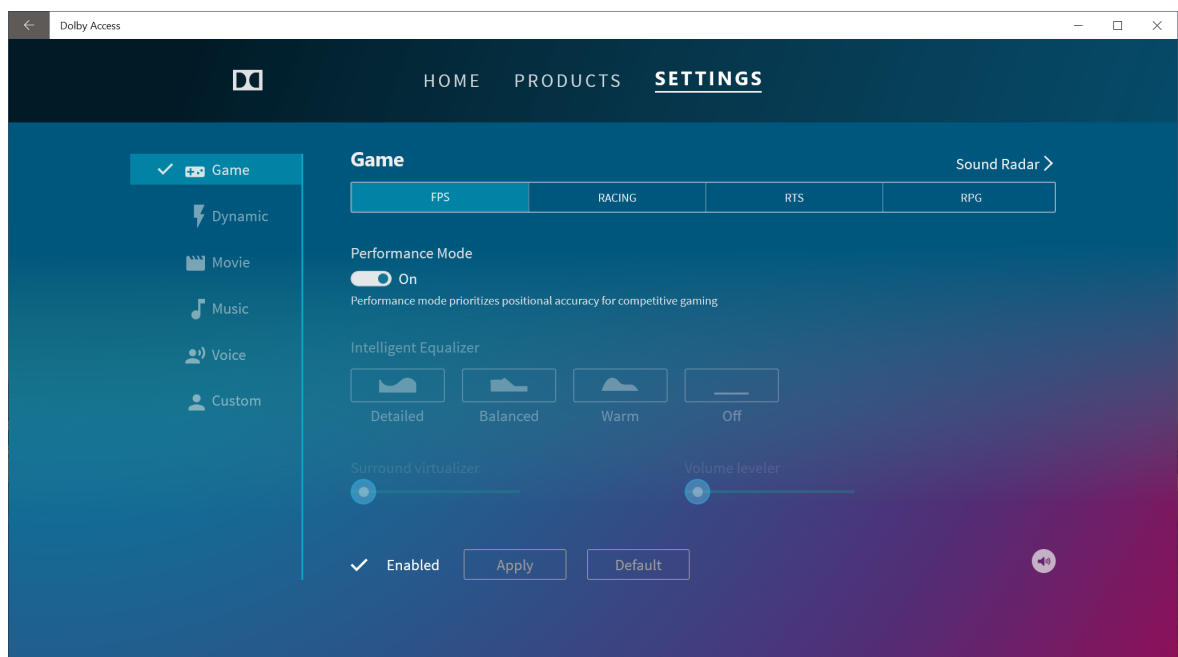 Dolby Access
HOME PRODUCTS SETTINGS
Game
Dynamic
Movie
Music
Voice
Custom
Game
Sound Radar
FPS RACING RTS RPG
Performance Mode
On
Performance mode prioritizes positional accuracy for competitive gaming
Intelligent Equalizer
Detailed Balanced Warm Off
Surround virtualizer Volume leveler
Enabled Apply Default